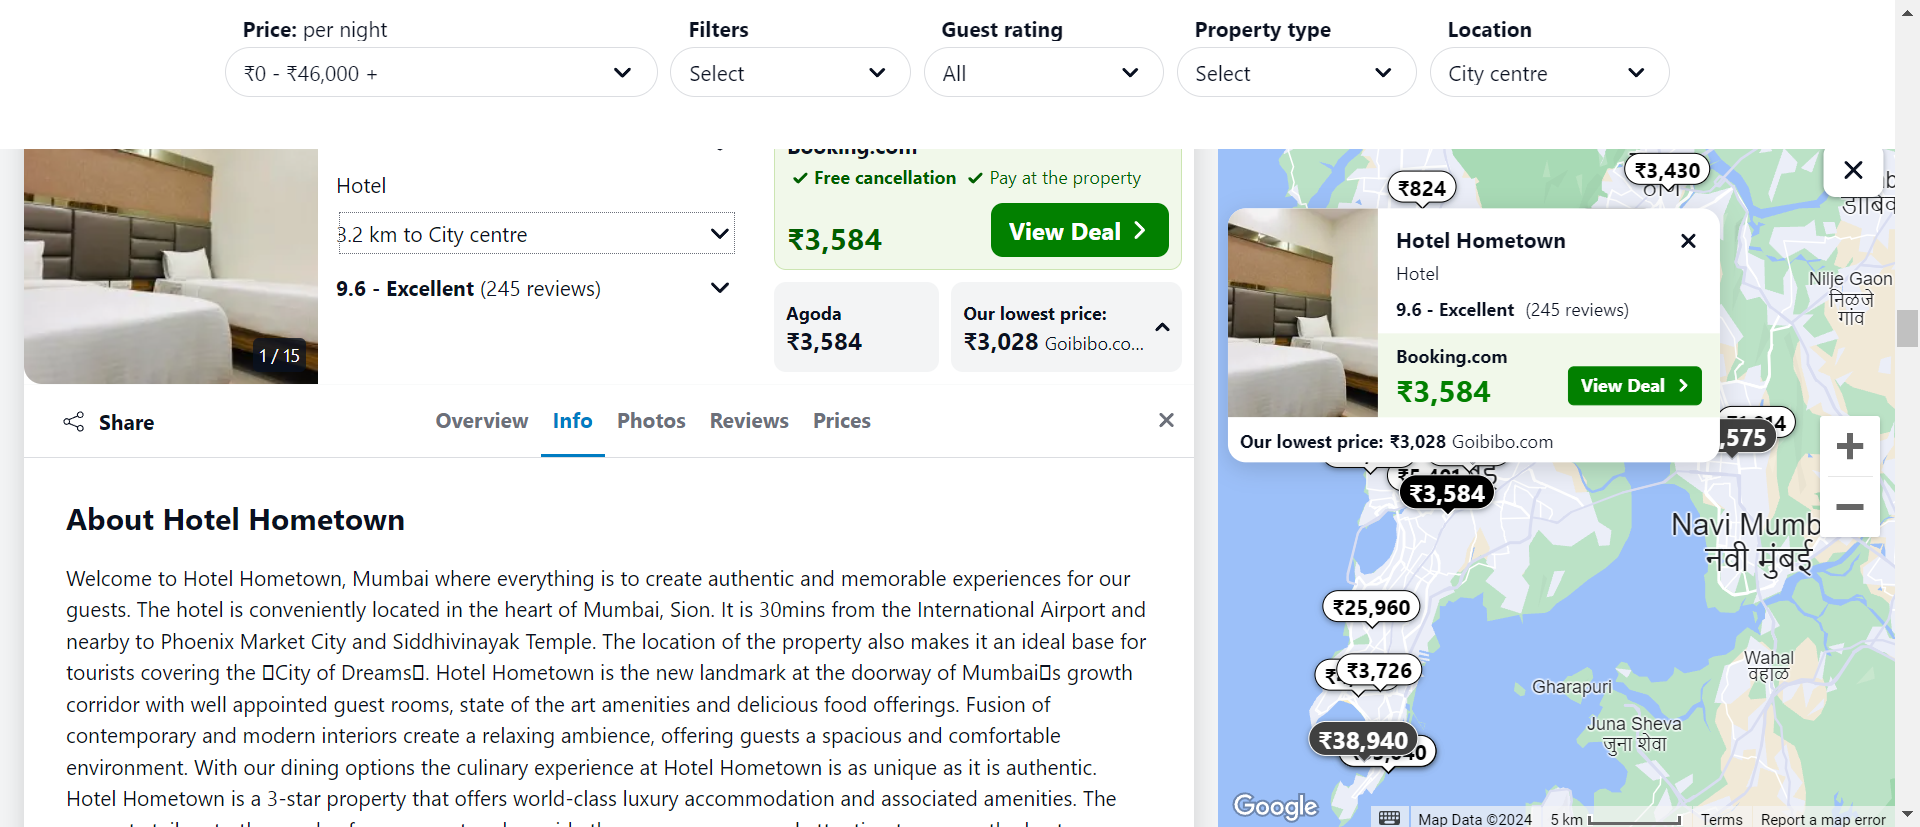 Price: per night
Filters
Guest rating
Property type
Location
₹0 - ₹46,000 +
Select
All
Select
City centre
Booking.com
Hotel
Free cancellation
Pay at the property
3.2 km to City centre
₹3,584
View Deal
9.6 - Excellent (245 reviews)
Agoda
₹3,584
Our lowest price:
₹3,028 Goibibo.co...
1 / 15
Share
Overview
Info
Photos
Reviews
Prices
About Hotel Hometown
Welcome to Hotel Hometown, Mumbai where everything is to create authentic and memorable experiences for our
guests. The hotel is conveniently located in the heart of Mumbai, Sion. It is 30mins from the International Airport and
nearby to Phoenix Market City and Siddhivinayak Temple. The location of the property also makes it an ideal base for
tourists covering the City of Dreams. Hotel Hometown is the new landmark at the doorway of Mumbais growth
corridor with well appointed guest rooms, state of the art amenities and delicious food offerings. Fusion of
contemporary and modern interiors create a relaxing ambience, offering guests a spacious and comfortable
environment. With our dining options the culinary experience at Hotel Hometown is as unique as it is authentic.
Hotel Hometown is a 3-star property that offers world-class luxury accommodation and associated amenities. The
₹824
₹3,430
Hotel Hometown
Hotel
9.6 - Excellent (245 reviews)
Booking.com
₹3,584
View Deal
Our lowest price: ₹3,028 Goibibo.com
Nilje Gaon
निळजे
गांव
,575
₹3,584
Navi Mumb
नवी मुंबई
₹25,960
₹3,726
Wahal
वहाळ
Gharapuri
Juna Sheva
जुना शेवा
₹38,940
Google
Map Data ©2024
5 km
Terms
Report a map error